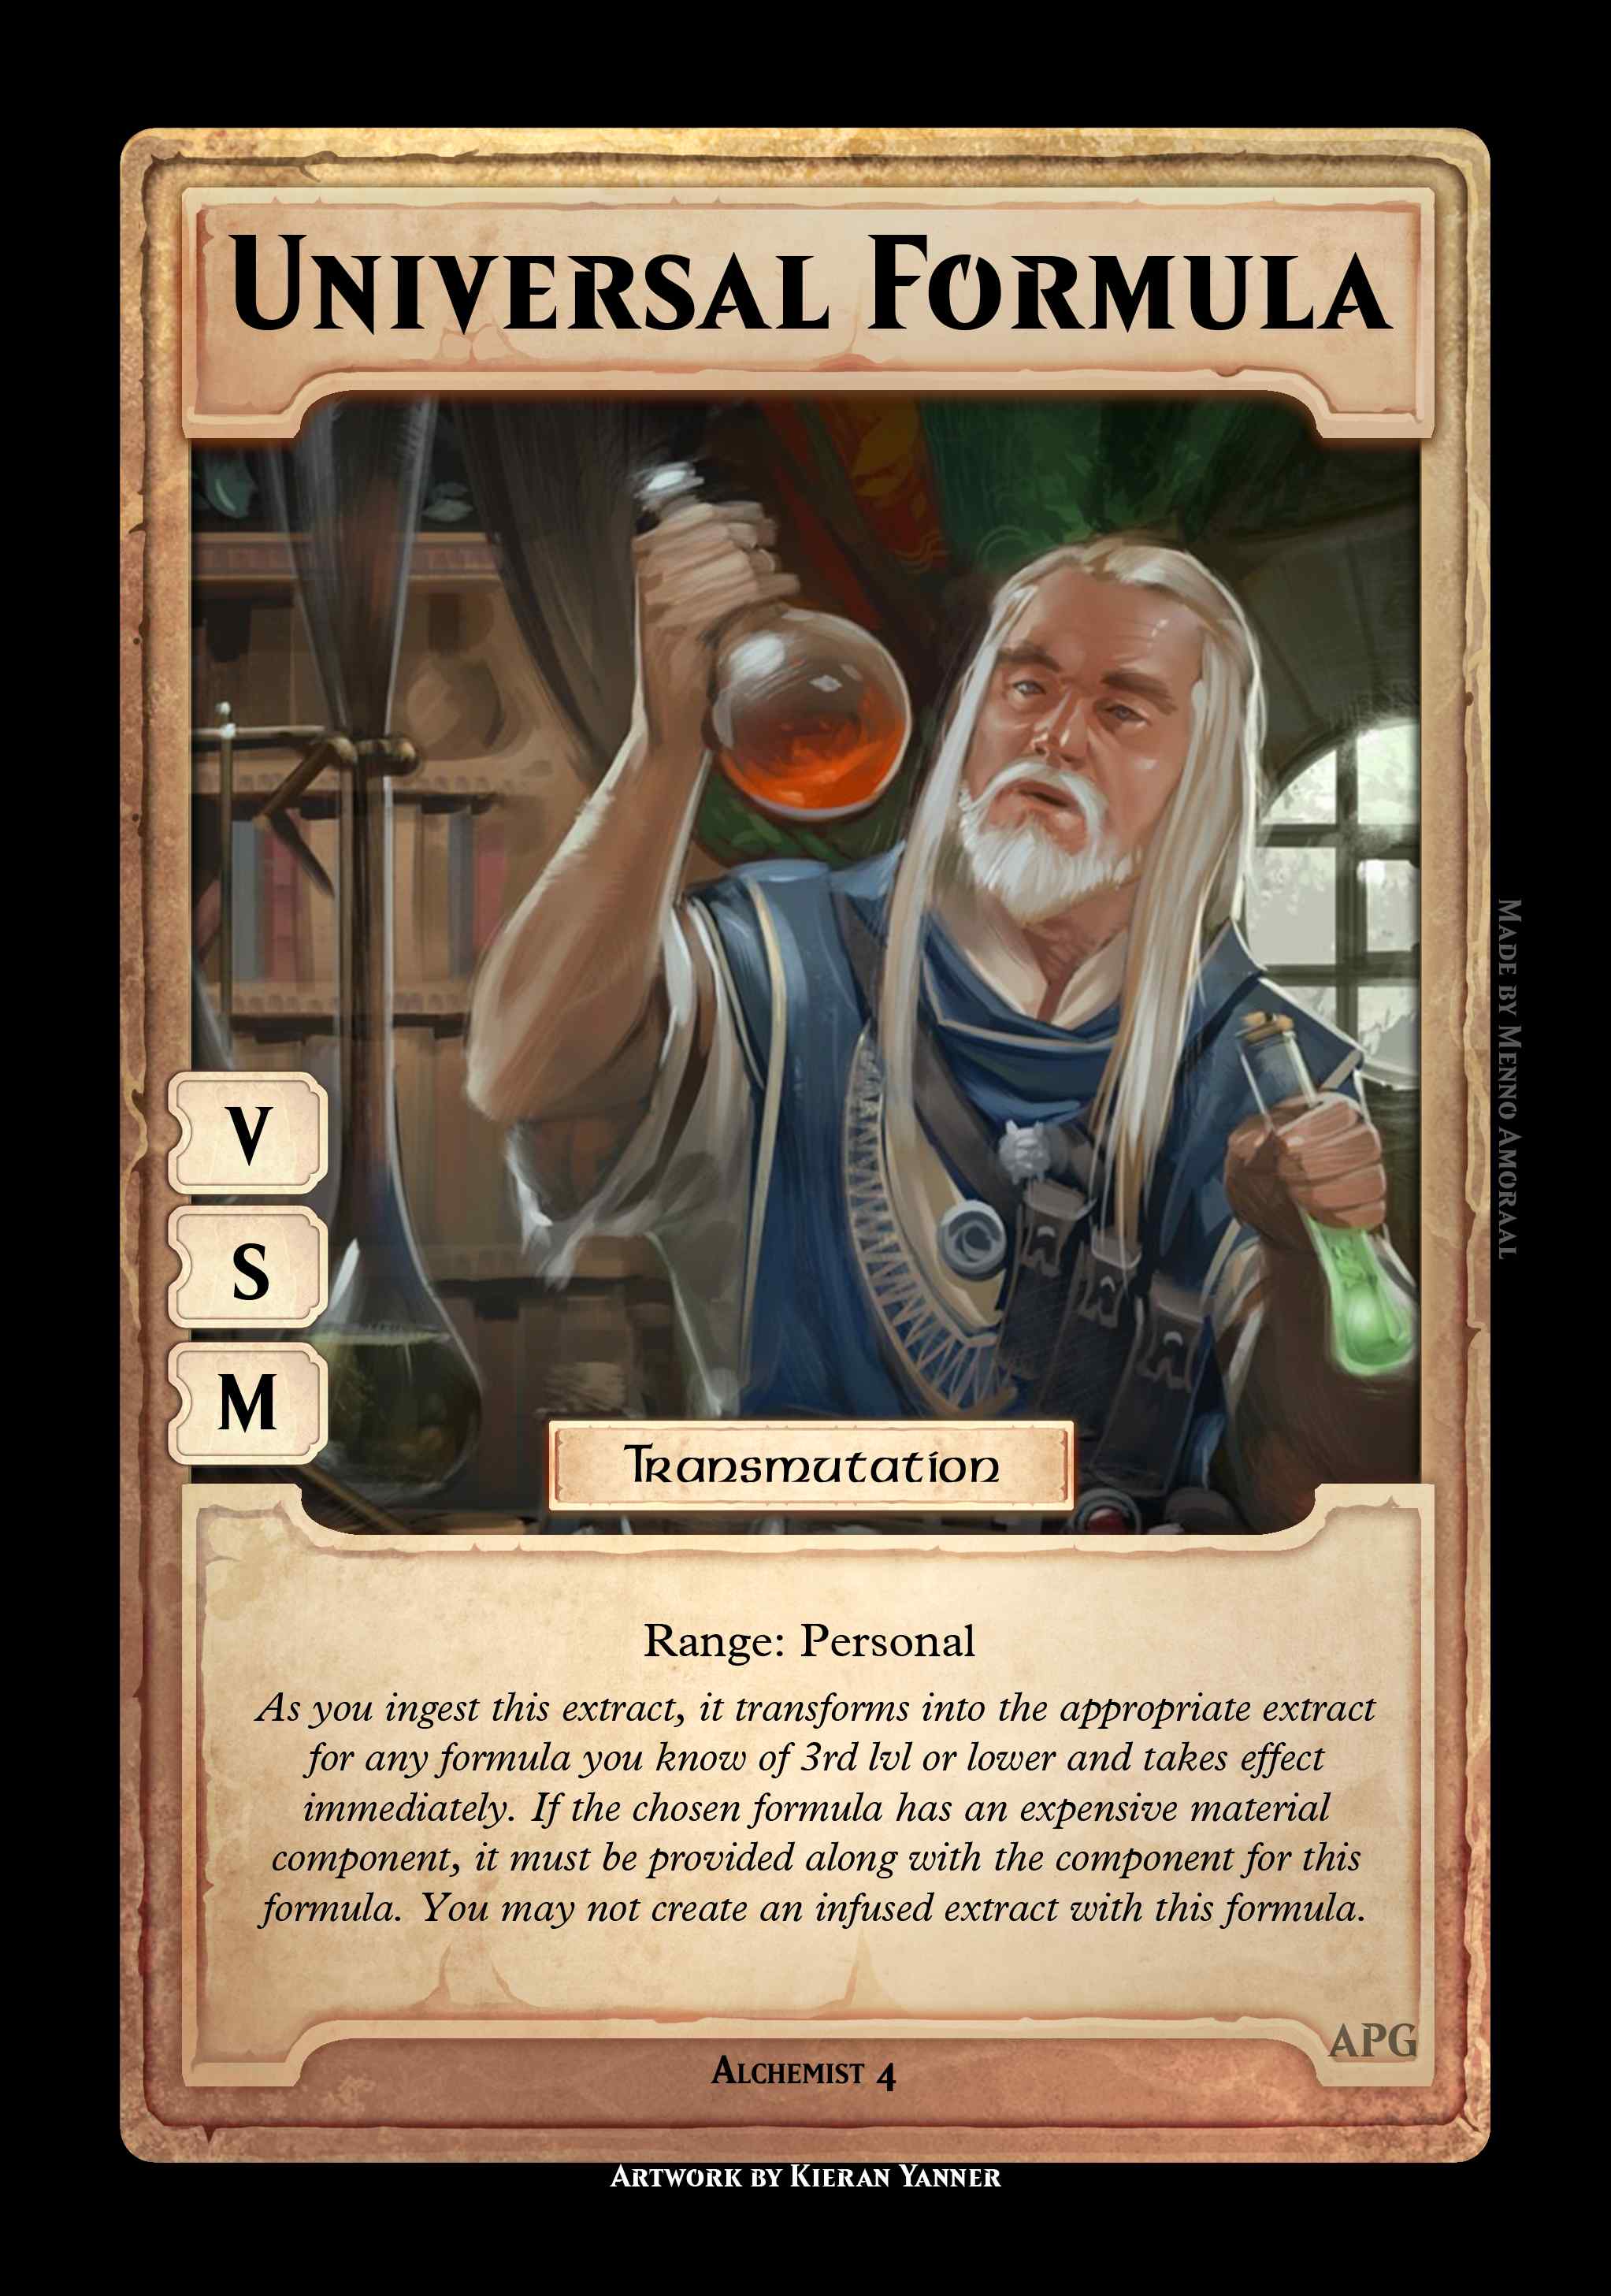 Universal Formula
V
S
M
Transmutation
Range: Personal
As you ingest this extract, it transforms into the appropriate extract
for any formula you know of 3rd lvl or lower and takes effect
immediately. If the chosen formula has an expensive material
component, it must be provided along with the component for this
formula. You may not create an infused extract with this formula.
APG
Alchemist 4
Artwork by Kieran Yanner
Made by Menno Amoraal